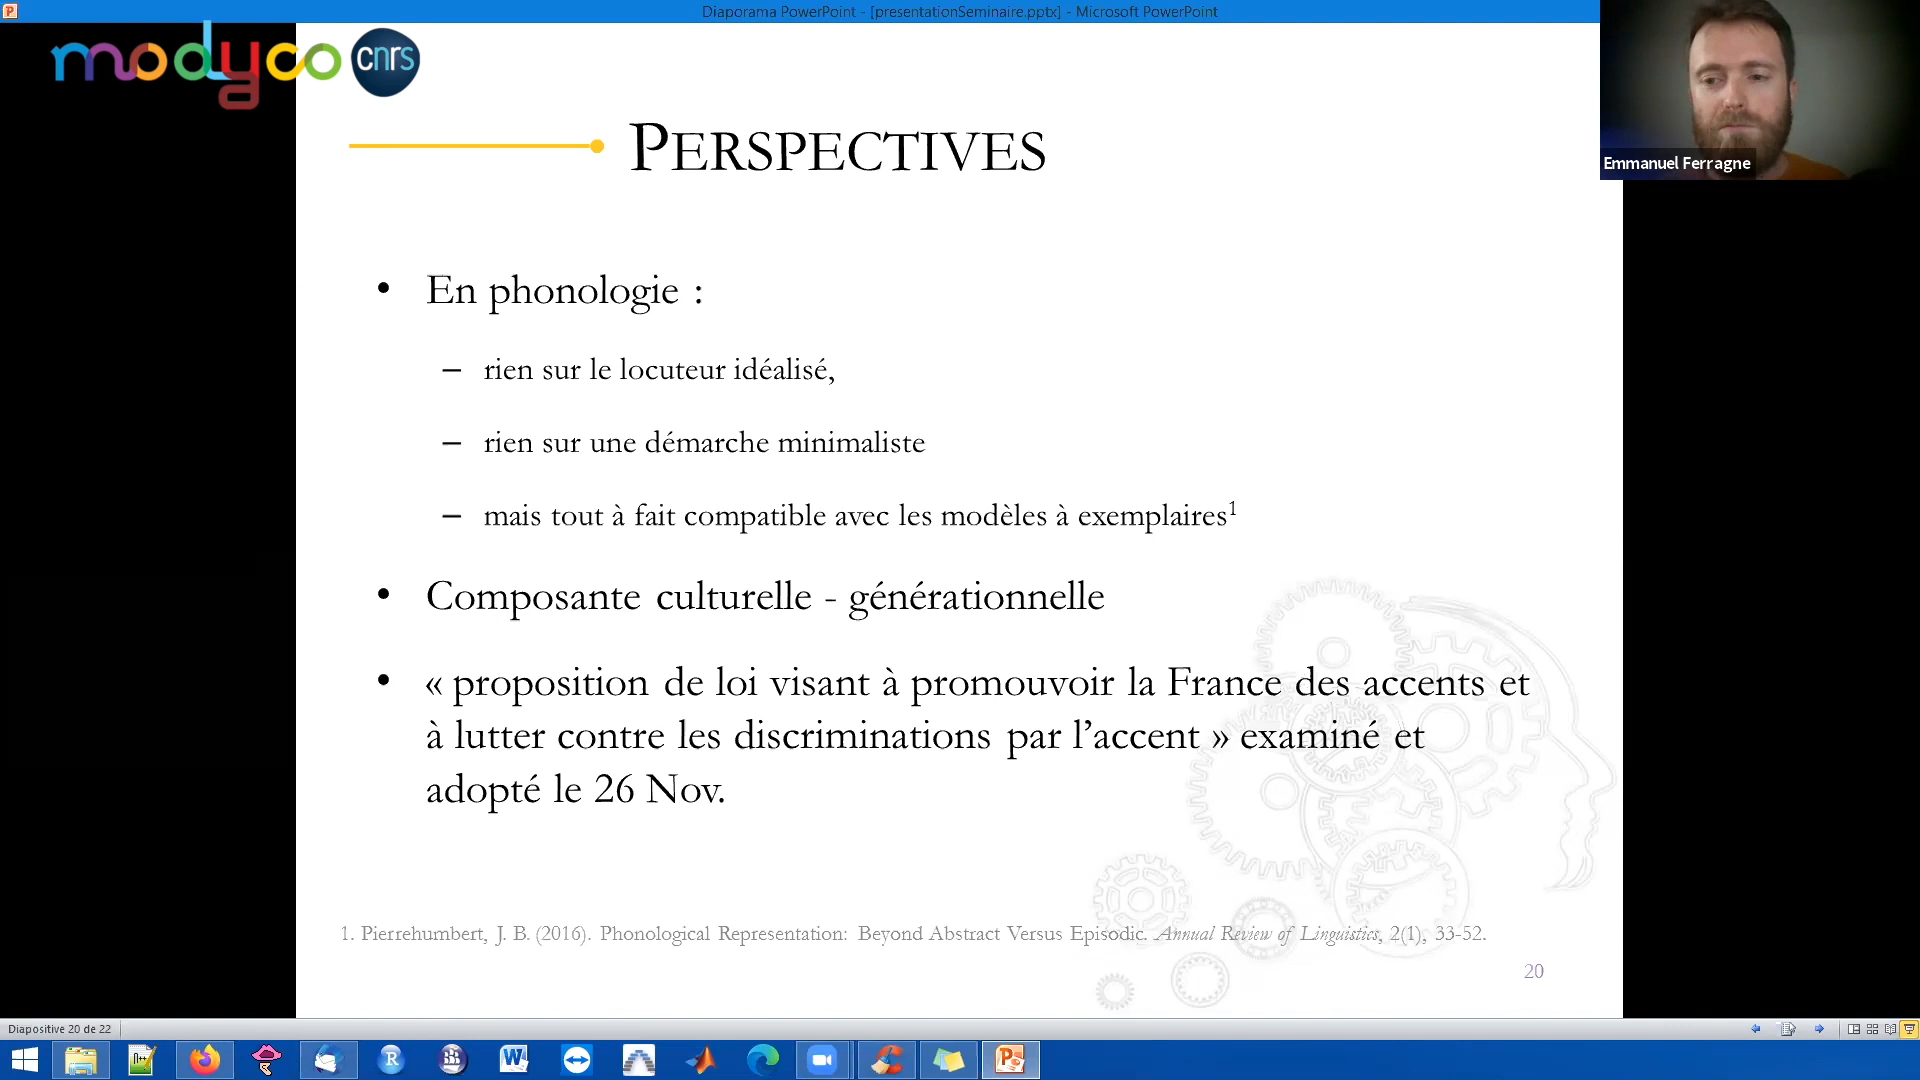 Diaporama PowerPoint - [presentationSeminaire.pptx] - Microsoft PowerPoint
modyco cnrs
Emmanuel Ferragne
PERSPECTIVES
• En phonologie :
– rien sur le locuteur idéalisé,
– rien sur une démarche minimaliste
– mais tout à fait compatible avec les modèles à exemplaires1
• Composante culturelle - générationnelle
• « proposition de loi visant à promouvoir la France des accents et
à lutter contre les discriminations par l’accent » examiné et
adopté le 26 Nov.
1. Pierrehumbert, J. B. (2016). Phonological Representation: Beyond Abstract Versus Episodic. Annual Review of Linguistics, 2(1), 33-52.
20
Diapositive 20 de 22